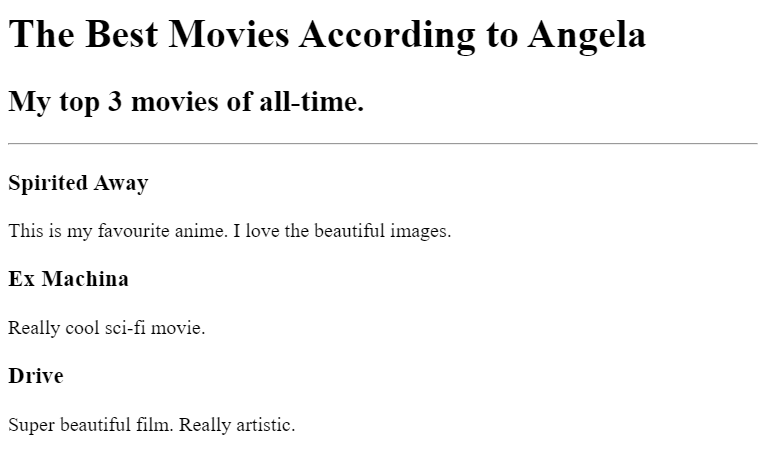 The Best Movies According to Angela
My top 3 movies of all-time.
Spirited Away
This is my favourite anime. I love the beautiful images.
Ex Machina
Really cool sci-fi movie.
Drive
Super beautiful film. Really artistic.